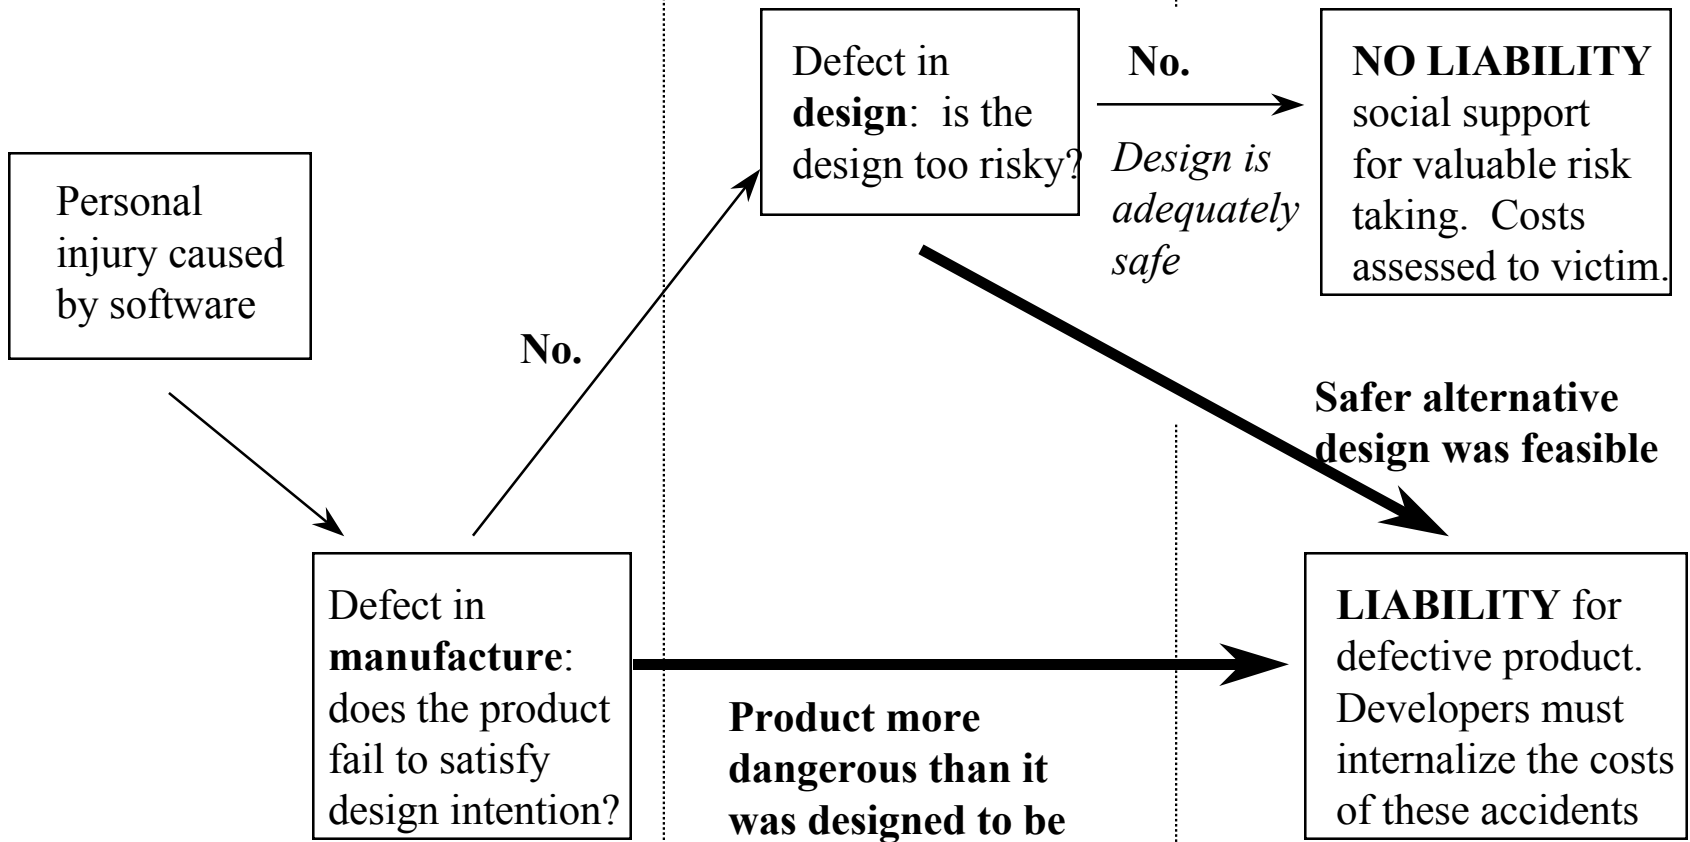 Personal
injury caused
by software
No.
Defect in
manufacture:
does the product
fail to satisfy
design intention?
Defect in
design:  is the
design too risky?
No.
Design is
adequately
safe
NO LIABILITY
social support
for valuable risk
taking.  Costs
assessed to victim.
Safer alternative
design was feasible
Product more
dangerous than it
was designed to be
LIABILITY for
defective product.
Developers must
internalize the costs
of these accidents